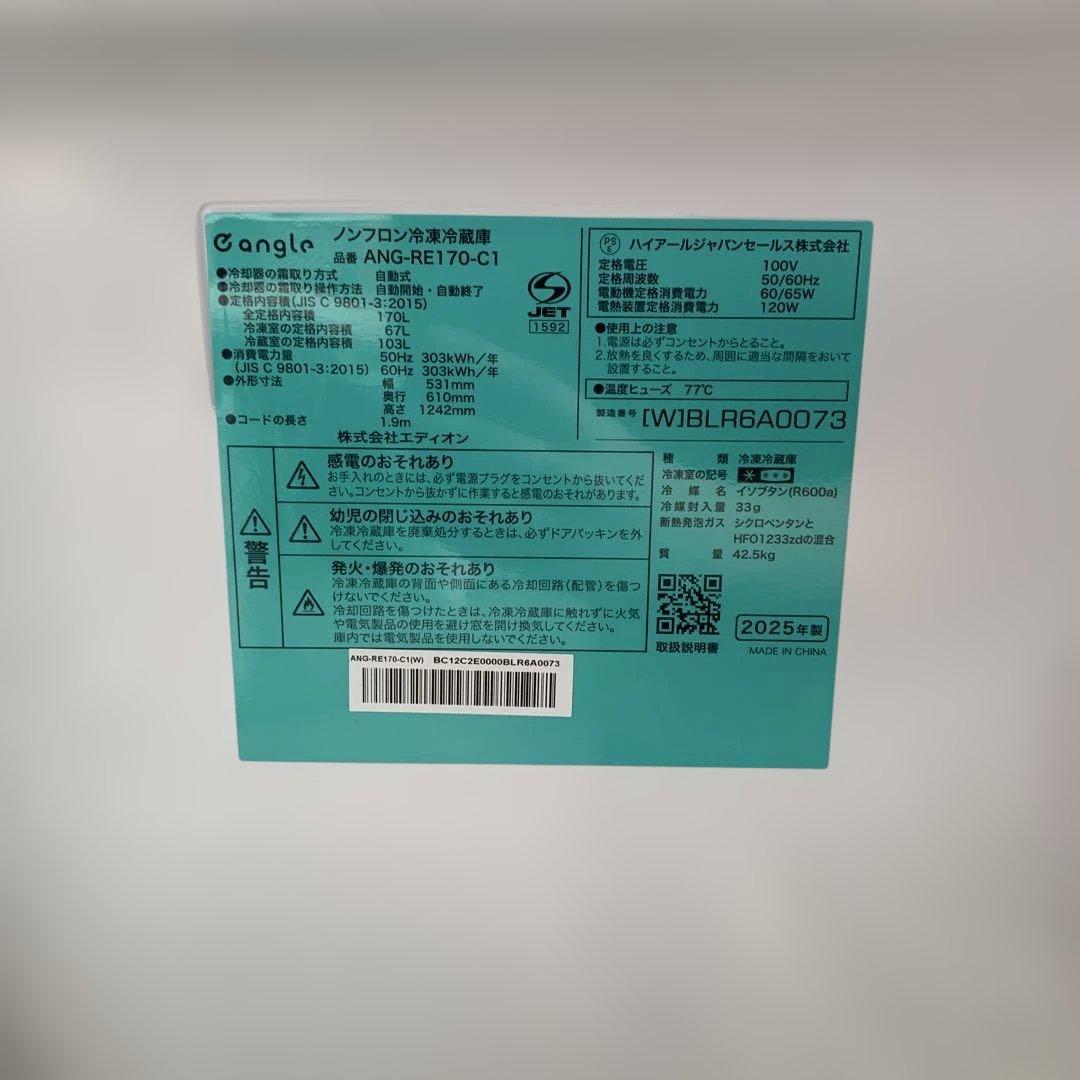 angle ノンフロン冷凍冷蔵庫
品番 ANG-RE170-C1
●冷却器の霜取り方式 自動式
●冷却器の霜取り操作方法 自動開始・自動終了
●定格内容積(JIS C 9801-3:2015)
全定格内容積 170L
冷凍室の定格内容積 67L
冷蔵室の定格内容積 103L
●消費電力量 50Hz 303kWh/年
(JIS C 9801-3:2015) 60Hz 303kWh/年
●外形寸法 幅 531mm
奥行 610mm
高さ 1242mm
●コードの長さ 1.9m
株式会社エディオン
S
JET
1592
PSE ハイアールジャパンセールス株式会社
定格電圧 100V
定格周波数 50/60Hz
電動機定格消費電力 60/65W
電熱装置定格消費電力 120W
●使用上の注意
1.電源は必ずコンセントからとること。
2.放熱を良くするため、周囲に適当な間隔をおいて
設置すること。
●温度ヒューズ 77℃
製造番号 [W]BLR6A0073
警告
感電のおそれあり
お手入れのときには、必ず電源プラグをコンセントから抜いてくだ
さい。コンセントから抜かずに作業すると感電のおそれがあります。
幼児の閉じ込みのおそれあり
冷凍冷蔵庫を廃棄処分するときは、必ずドアパッキンを外
してください。
発火・爆発のおそれあり
冷凍冷蔵庫の背面や側面にある冷却回路(配管)を傷つ
けないでください。
冷却回路を傷つけたときは、冷凍冷蔵庫に触れずに火気
や電気製品の使用を避け窓を開け換気してください。
庫内では電気製品を使用しないでください。
種類 冷凍冷蔵庫
冷凍室の記号 * ***
冷媒名 イソブタン(R600a)
冷媒封入量 33g
断熱発泡ガス シクロペンタンと
HFO1233zdの混合
質量 42.5kg
取扱説明書
2025年製
MADE IN CHINA
ANG-RE170-C1(W) BC12C2E0000BLR6A0073